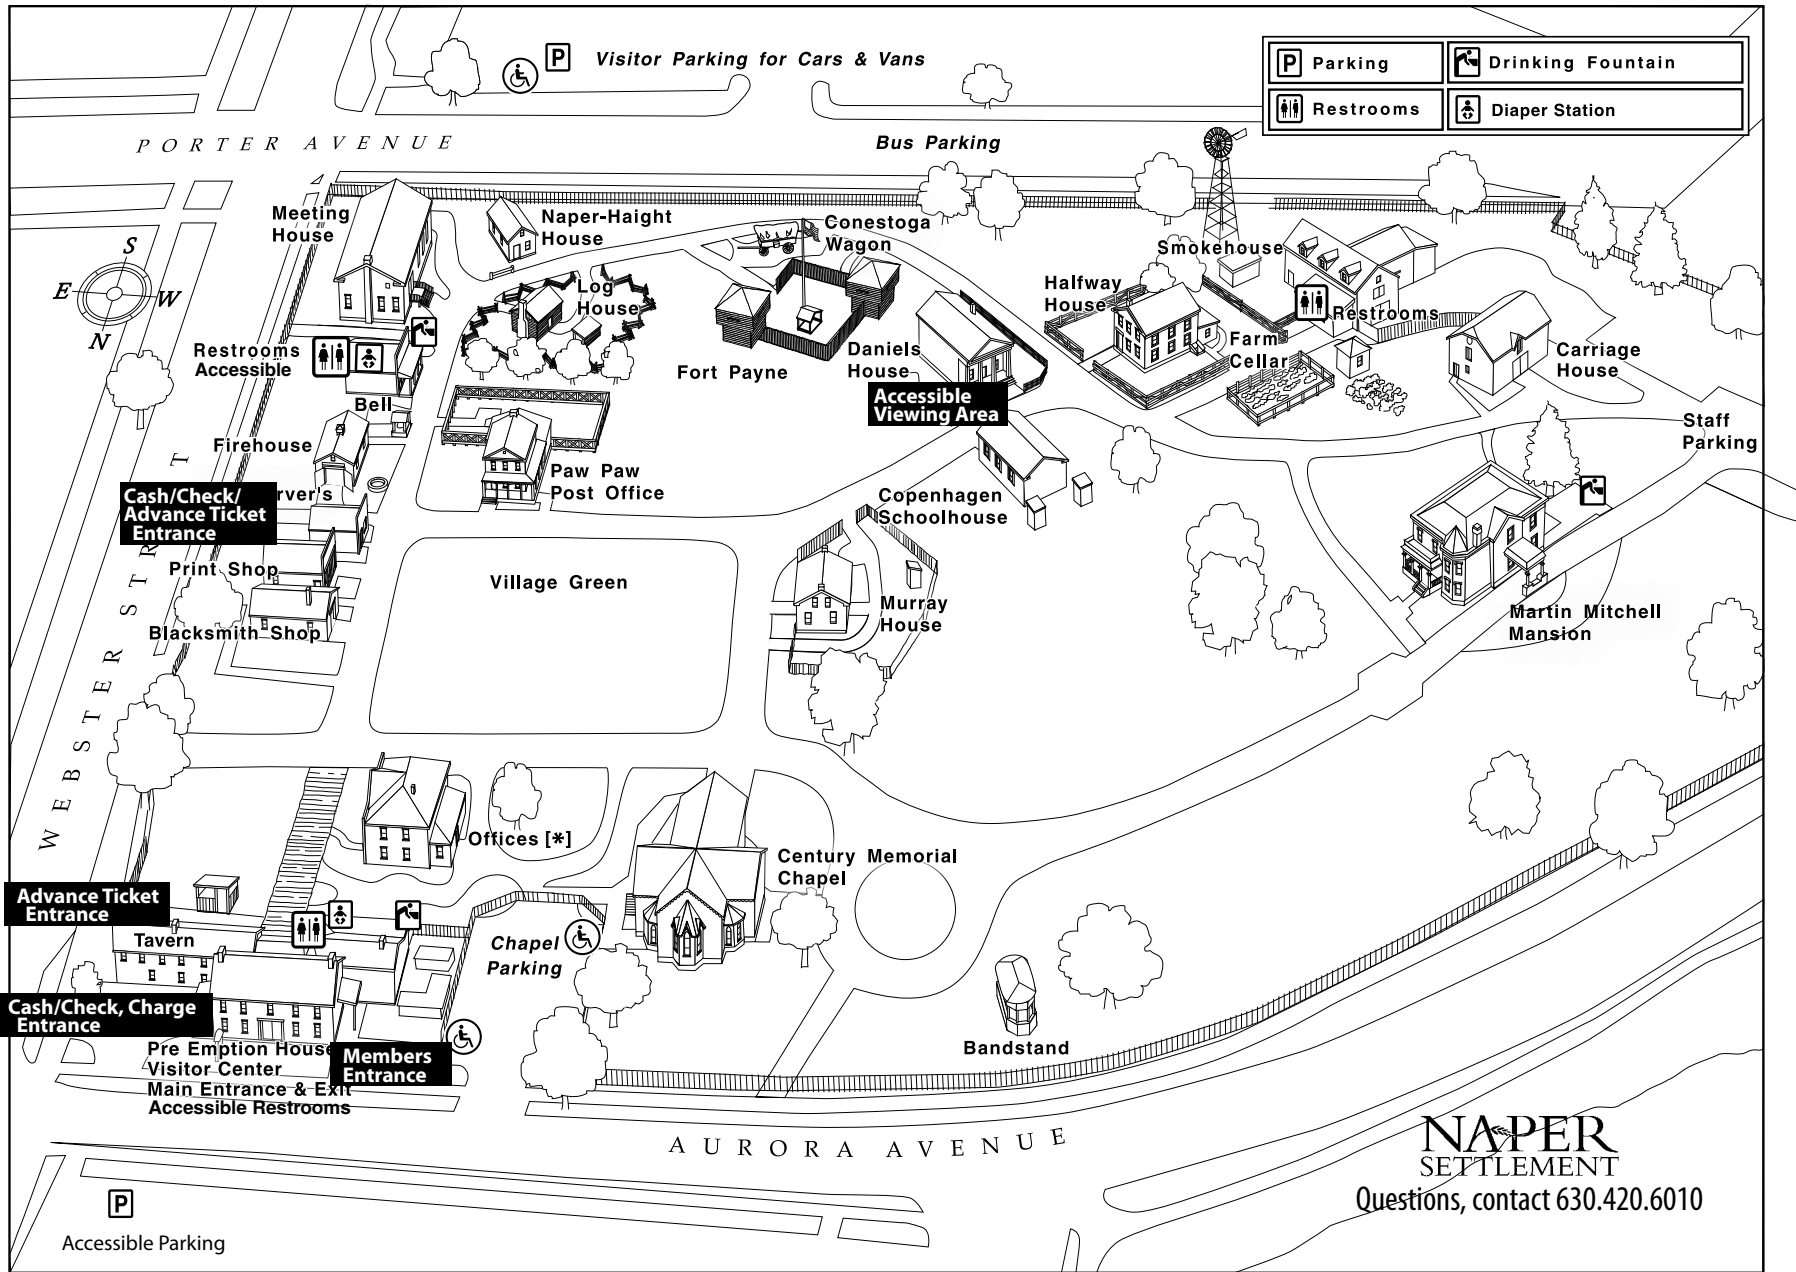 P Visitor Parking for Cars & Vans
P Parking
Drinking Fountain
Restrooms
Diaper Station
PORTER AVENUE
Bus Parking
Meeting
House
Naper-Haight
House
Conestoga
Wagon
Smokehouse
S
E
W
N
Log
House
Halfway
House
Restrooms
Farm
Cellar
Restrooms
Accessible
Fort Payne
Daniels
House
Carriage
House
Accessible
Viewing Area
Bell
Firehouse
Staff
Parking
Paw Paw
Post Office
Cash/Check/
Advance Ticket
Entrance
rver's
Copenhagen
Schoolhouse
Print Shop
Village Green
Blacksmith Shop
Murray
House
Martin Mitchell
Mansion
WEBSTER STREET
Offices [*]
Century Memorial
Chapel
Advance Ticket
Entrance
Tavern
Chapel
Parking
Cash/Check, Charge
Entrance
Pre Emption House
Visitor Center
Main Entrance & Exit
Accessible Restrooms
Members
Entrance
Bandstand
AURORA AVENUE
NAPER
SETTLEMENT
Questions, contact 630.420.6010
P
Accessible Parking